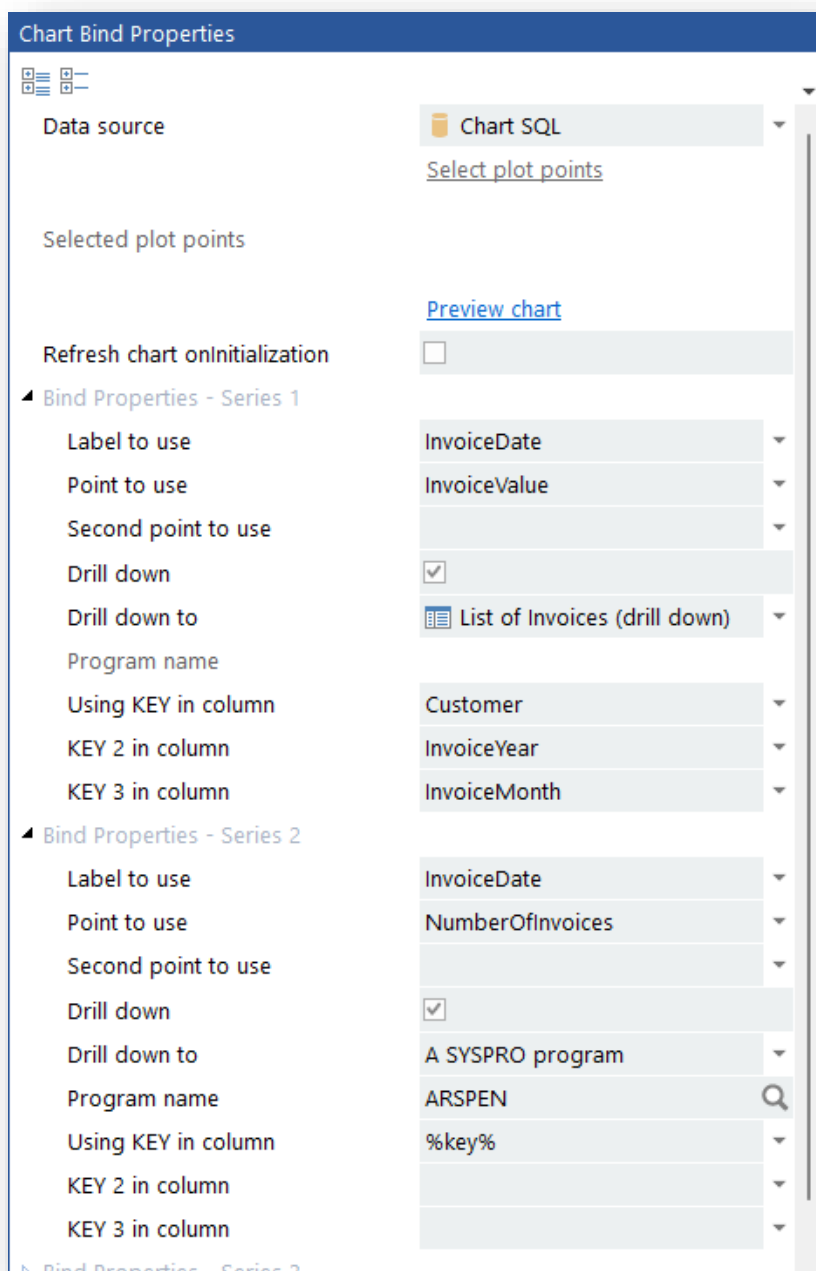 Chart Bind Properties
Data source Chart SQL
Select plot points
Selected plot points
Preview chart
Refresh chart onInitialization
Bind Properties - Series 1
Label to use InvoiceDate
Point to use InvoiceValue
Second point to use
Drill down
Drill down to List of Invoices (drill down)
Program name
Using KEY in column Customer
KEY 2 in column InvoiceYear
KEY 3 in column InvoiceMonth
Bind Properties - Series 2
Label to use InvoiceDate
Point to use NumberOfInvoices
Second point to use
Drill down
Drill down to A SYSPRO program
Program name ARSPEN
Using KEY in column %key%
KEY 2 in column
KEY 3 in column
Bind Properties - Series